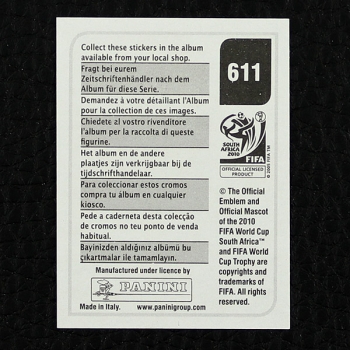 Collect these stickers in the album
available from your local shop.
Fragt bei eurem
Zeitschriftenhändler nach dem
Album für diese Serie.
Demandez à votre détaillant l'Album
pour la collection de ces images.
Chiedete al vostro rivenditore
l'album per la raccolta di queste
figurine.
Het album en de andere
plaatjes zijn verkrijgbaar bij de
tijdschrifthandelaar.
Para coleccionar estos cromos
compra tu álbum en cualquier
kiosco.
Pede a caderneta desta colecção
de cromos no teu ponto de venda
habitual.
Bayinizden aldığınız albümü bu
çıkartmalar ile tamamlayın.
Manufactured under licence by
PANINI
Made in Italy. www.paninigroup.com
611
SOUTH AFRICA
2010
FIFA
OFFICIAL LICENSED
PRODUCT
© The Official
Emblem and
Official Mascot
of the 2010
FIFA World Cup
South Africa™
and FIFA World
Cup Trophy are
copyrights and
trademarks of
FIFA. All rights
reserved.